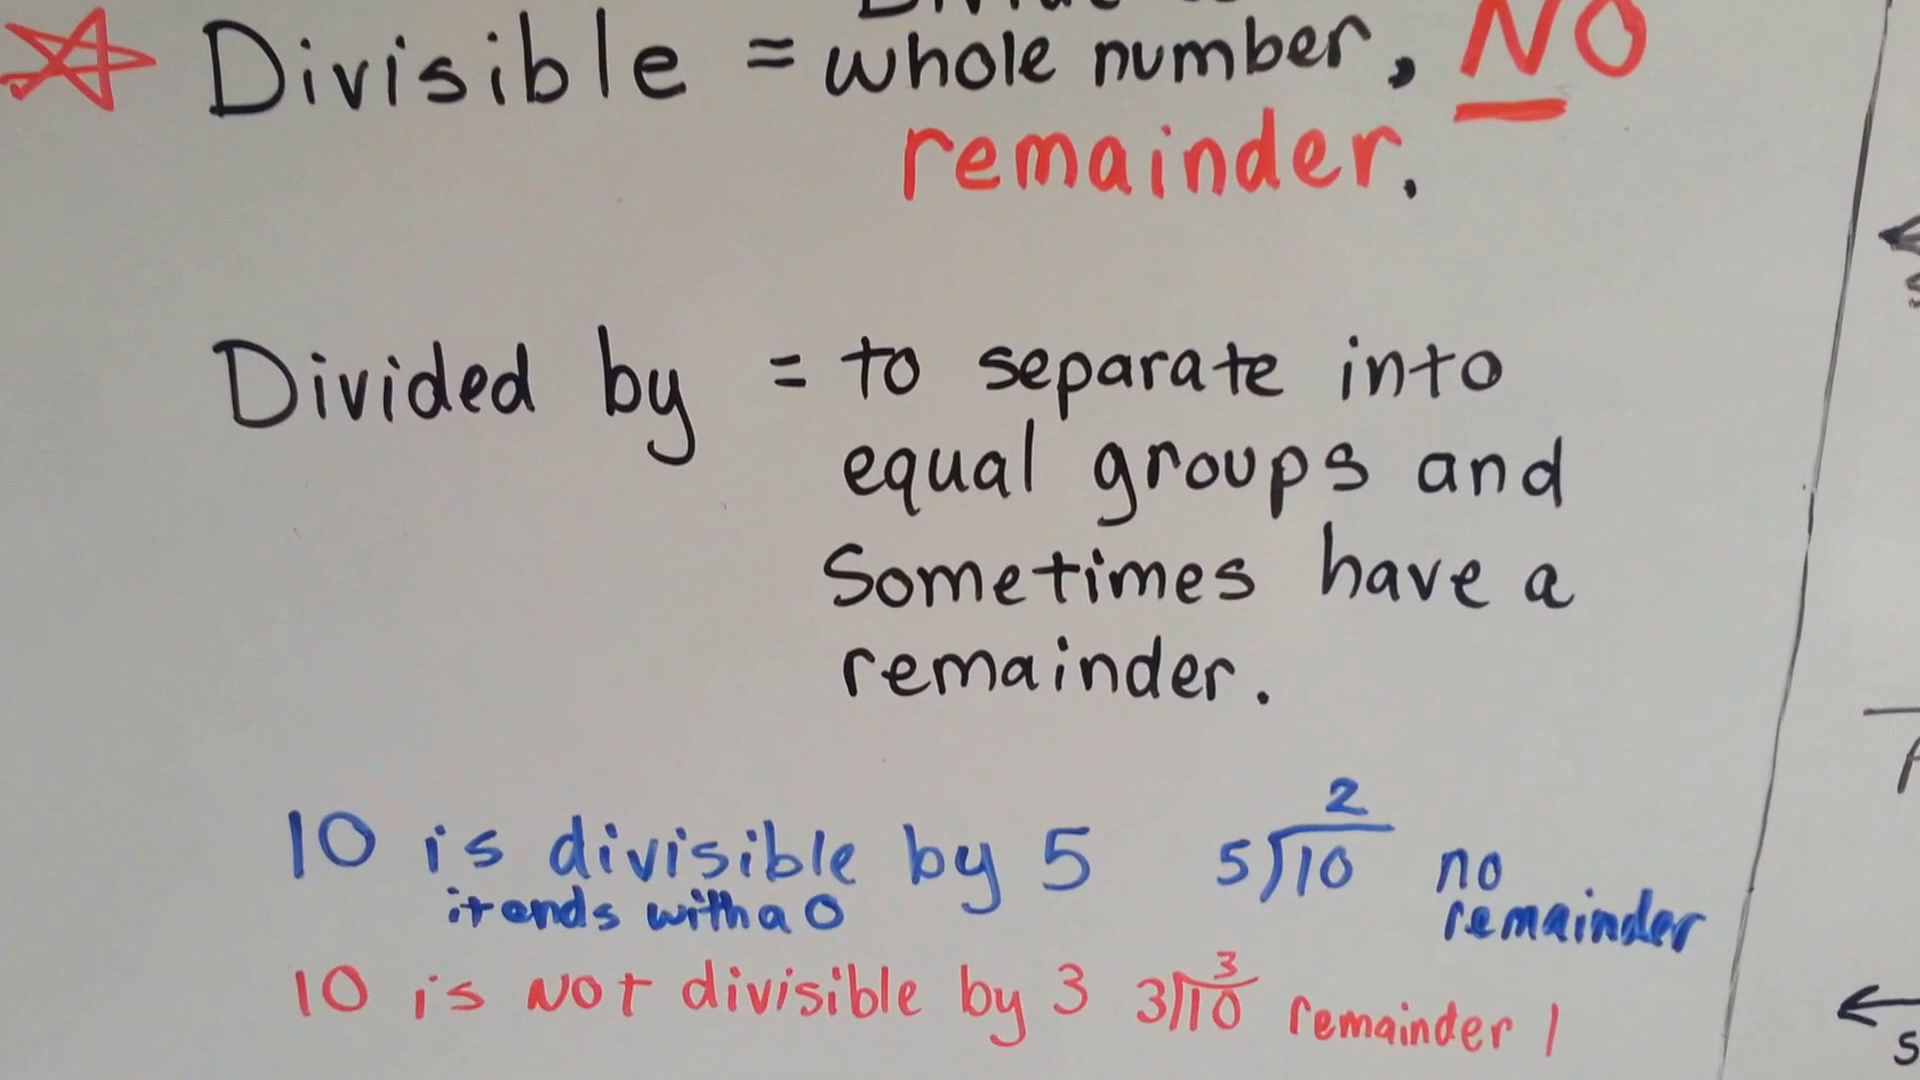 Divisible = whole number, NO
remainder.
Divided by = to separate into
equal groups and
Sometimes have a
remainder.
10 is divisible by 5 5)10 2 no
it ends with a 0 remainder
10 is NOT divisible by 3 3)10 3 remainder 1